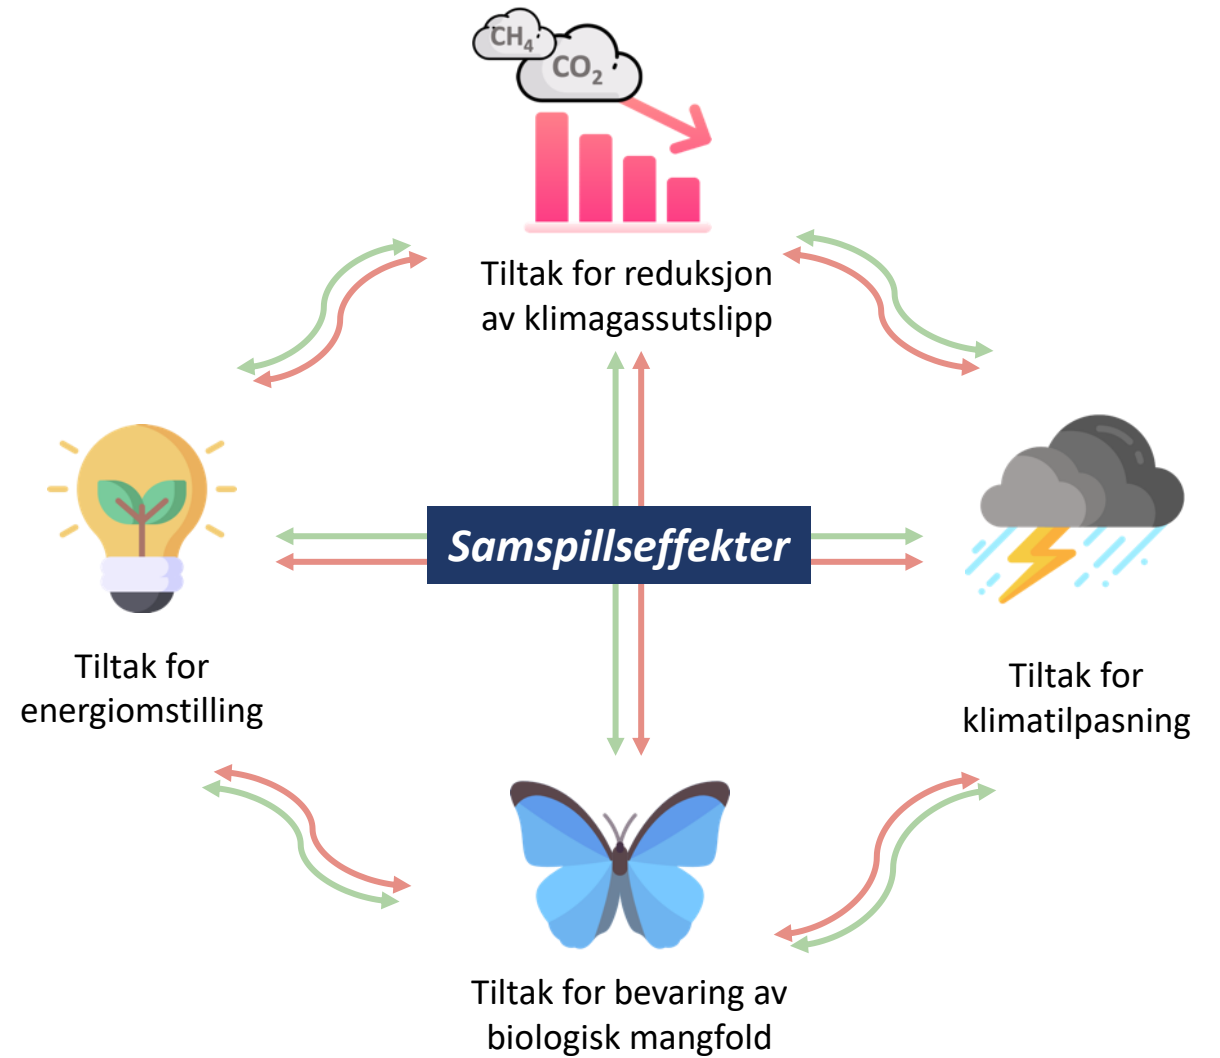 CH₄
CO₂
Tiltak for reduksjon
av klimagassutslipp
Samspillseffekter
Tiltak for
energiomstilling
Tiltak for
klimatilpasning
Tiltak for bevaring av
biologisk mangfold